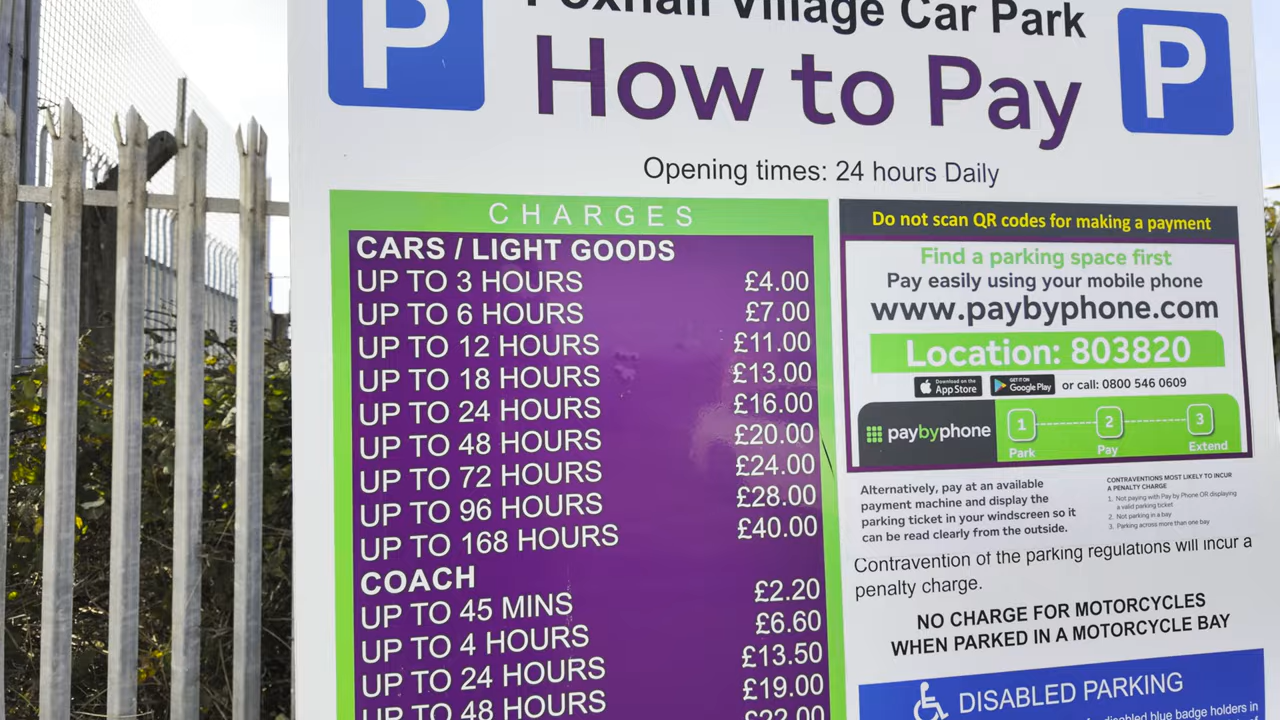 P
Foxhall Village Car Park
P
How to Pay
Opening times: 24 hours Daily
CHARGES
CARS / LIGHT GOODS
UP TO 3 HOURS £4.00
UP TO 6 HOURS £7.00
UP TO 12 HOURS £11.00
UP TO 18 HOURS £13.00
UP TO 24 HOURS £16.00
UP TO 48 HOURS £20.00
UP TO 72 HOURS £24.00
UP TO 96 HOURS £28.00
UP TO 168 HOURS £40.00
COACH
UP TO 45 MINS £2.20
UP TO 4 HOURS £6.60
UP TO 24 HOURS £13.50
UP TO 48 HOURS £19.00
£22.00
Do not scan QR codes for making a payment
Find a parking space first
Pay easily using your mobile phone
www.paybyphone.com
Location: 803820
Download on the App Store GET IT ON Google Play or call: 0800 546 0609
paybyphone 1 2 3
Park Pay Extend
Alternatively, pay at an available
payment machine and display the
parking ticket in your windscreen so it
can be read clearly from the outside.
CONTRAVENTIONS MOST LIKELY TO INCUR
A PENALTY CHARGE
1. Not paying with Pay by Phone OR displaying
a valid parking ticket
2. Not parking in a bay
3. Parking across more than one bay
Contravention of the parking regulations will incur a
penalty charge.
NO CHARGE FOR MOTORCYCLES
WHEN PARKED IN A MOTORCYCLE BAY
DISABLED PARKING
disabled blue badge holders in